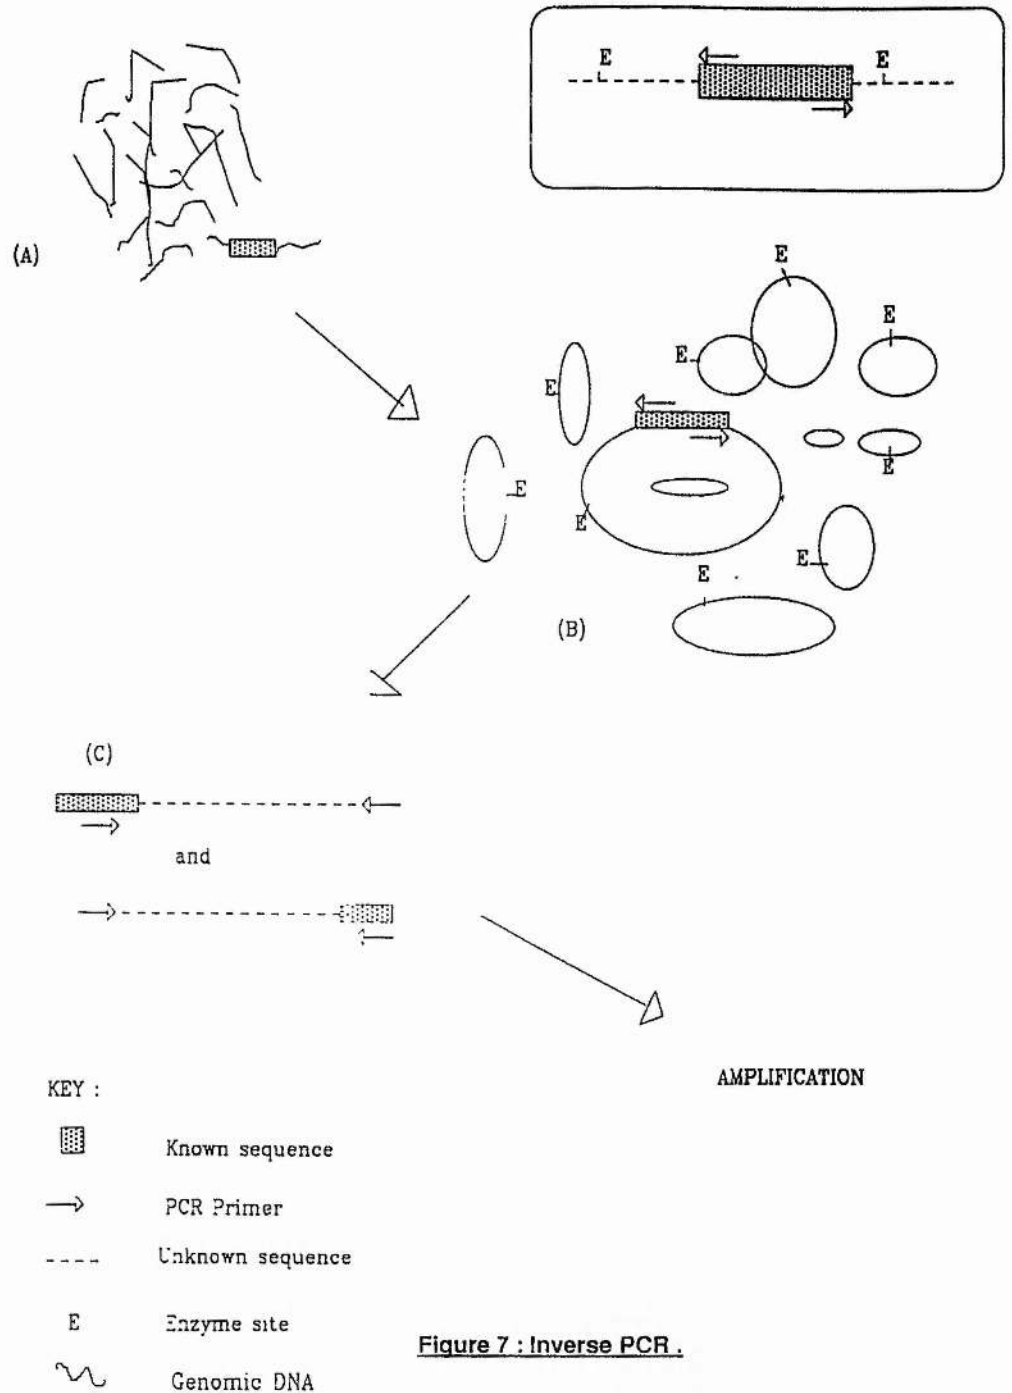 E
E
(A)
E
E
E
E
E
E
E
E
E
(B)
(C)
and
AMPLIFICATION
KEY :
Known sequence
PCR Primer
Unknown sequence
E Enzyme site
Genomic DNA
Figure 7 : Inverse PCR .